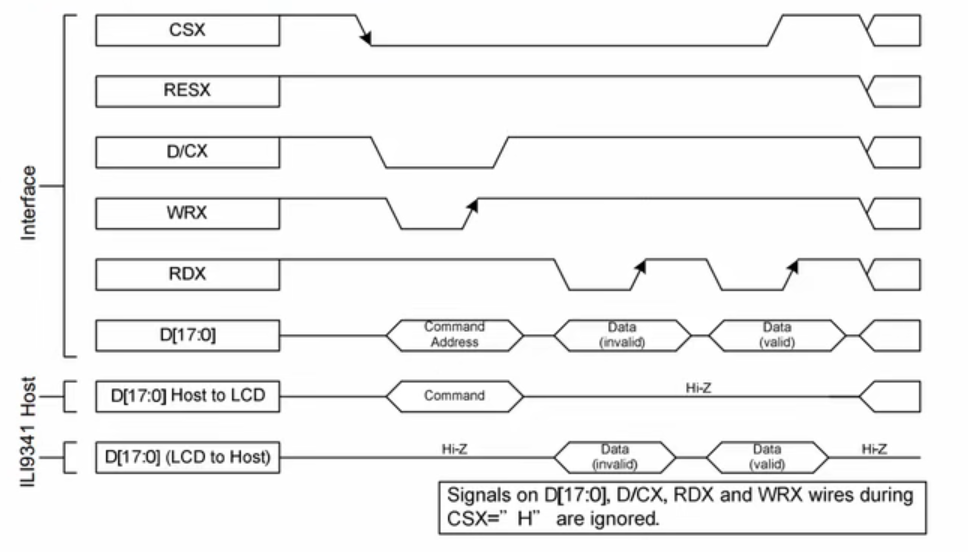 CSX
RESX
D/CX
WRX
RDX
D[17:0]
Command
Address
Data
(invalid)
Data
(valid)
D[17:0] Host to LCD
Command
Hi-Z
D[17:0] (LCD to Host)
Hi-Z
Data
(invalid)
Data
(valid)
Hi-Z
Interface
Host
ILI9341
Signals on D[17:0], D/CX, RDX and WRX wires during
CSX=” H” are ignored.